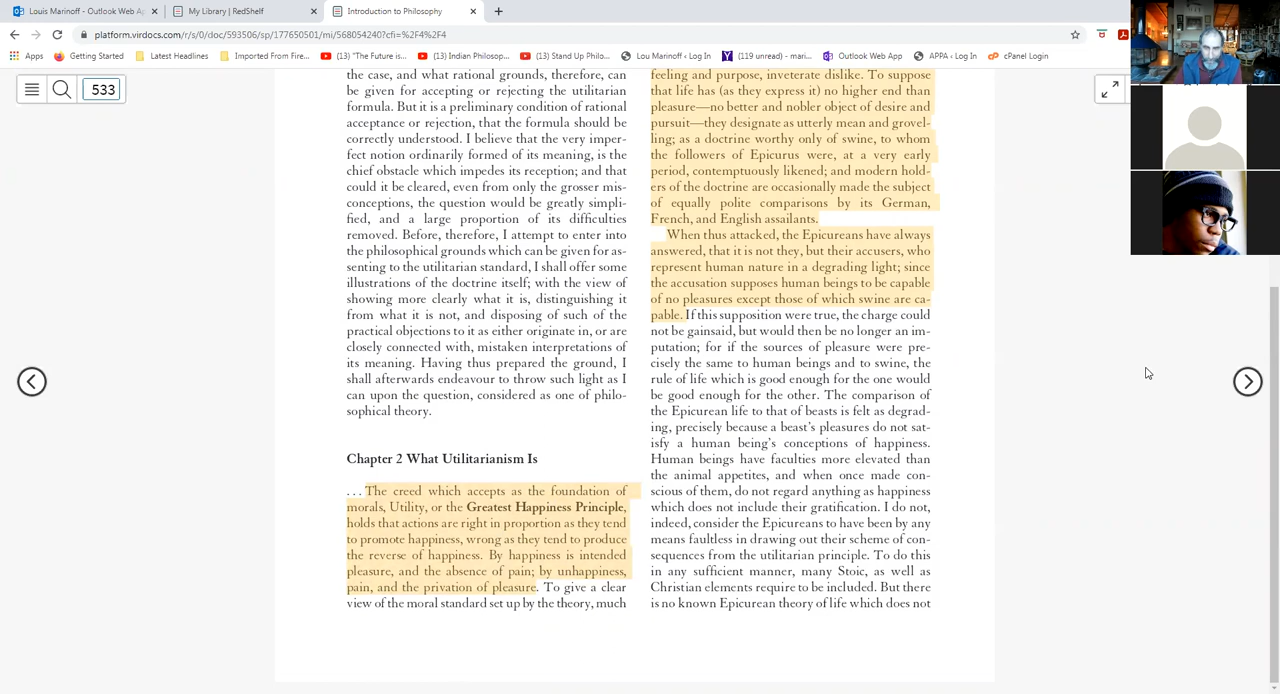 Louis Marinoff - Outlook Web Ap
My Library | RedShelf
Introduction to Philosophy
platform.virdocs.com/r/s/0/doc/593506/sp/177650501/mi/568054240?cfi=%2F4%2F4
Apps
Getting Started
Latest Headlines
Imported From Fire...
(13) "The Future is...
(13) "Indian Philosop...
(13) Stand Up Philo...
Lou Marinoff ‹ Log In
(119 unread) - mari...
Outlook Web App
APPA ‹ Log In
cPanel Login
533
the case, and what rational grounds, therefore, can
be given for accepting or rejecting the utilitarian
formula. But it is a preliminary condition of rational
acceptance or rejection, that the formula should be
correctly understood. I believe that the very imper-
fect notion ordinarily formed of its meaning, is the
chief obstacle which impedes its reception; and that
could it be cleared, even from only the grosser mis-
conceptions, the question would be greatly simpli-
fied, and a large proportion of its difficulties
removed. Before, therefore, I attempt to enter into
the philosophical grounds which can be given for as-
senting to the utilitarian standard, I shall offer some
illustrations of the doctrine itself; with the view of
showing more clearly what it is, distinguishing it
from what it is not, and disposing of such of the
practical objections to it as either originate in, or are
closely connected with, mistaken interpretations of
its meaning. Having thus prepared the ground, I
shall afterwards endeavour to throw such light as I
can upon the question, considered as one of philo-
sophical theory.
Chapter 2 What Utilitarianism Is
. . . The creed which accepts as the foundation of
morals, Utility, or the Greatest Happiness Principle,
holds that actions are right in proportion as they tend
to promote happiness, wrong as they tend to produce
the reverse of happiness. By happiness is intended
pleasure, and the absence of pain; by unhappiness,
pain, and the privation of pleasure. To give a clear
view of the moral standard set up by the theory, much
feeling and purpose, inveterate dislike. To suppose
that life has (as they express it) no higher end than
pleasure—no better and nobler object of desire and
pursuit—they designate as utterly mean and grovel-
ling; as a doctrine worthy only of swine, to whom
the followers of Epicurus were, at a very early
period, contemptuously likened; and modern hold-
ers of the doctrine are occasionally made the subject
of equally polite comparisons by its German,
French, and English assailants.
When thus attacked, the Epicureans have always
answered, that it is not they, but their accusers, who
represent human nature in a degrading light; since
the accusation supposes human beings to be capable
of no pleasures except those of which swine are ca-
pable. If this supposition were true, the charge could
not be gainsaid, but would then be no longer an im-
putation; for if the sources of pleasure were pre-
cisely the same to human beings and to swine, the
rule of life which is good enough for the one would
be good enough for the other. The comparison of
the Epicurean life to that of beasts is felt as degrad-
ing, precisely because a beast's pleasures do not sat-
isfy a human being's conceptions of happiness.
Human beings have faculties more elevated than
the animal appetites, and when once made con-
scious of them, do not regard anything as happiness
which does not include their gratification. I do not,
indeed, consider the Epicureans to have been by any
means faultless in drawing out their scheme of con-
sequences from the utilitarian principle. To do this
in any sufficient manner, many Stoic, as well as
Christian elements require to be included. But there
is no known Epicurean theory of life which does not